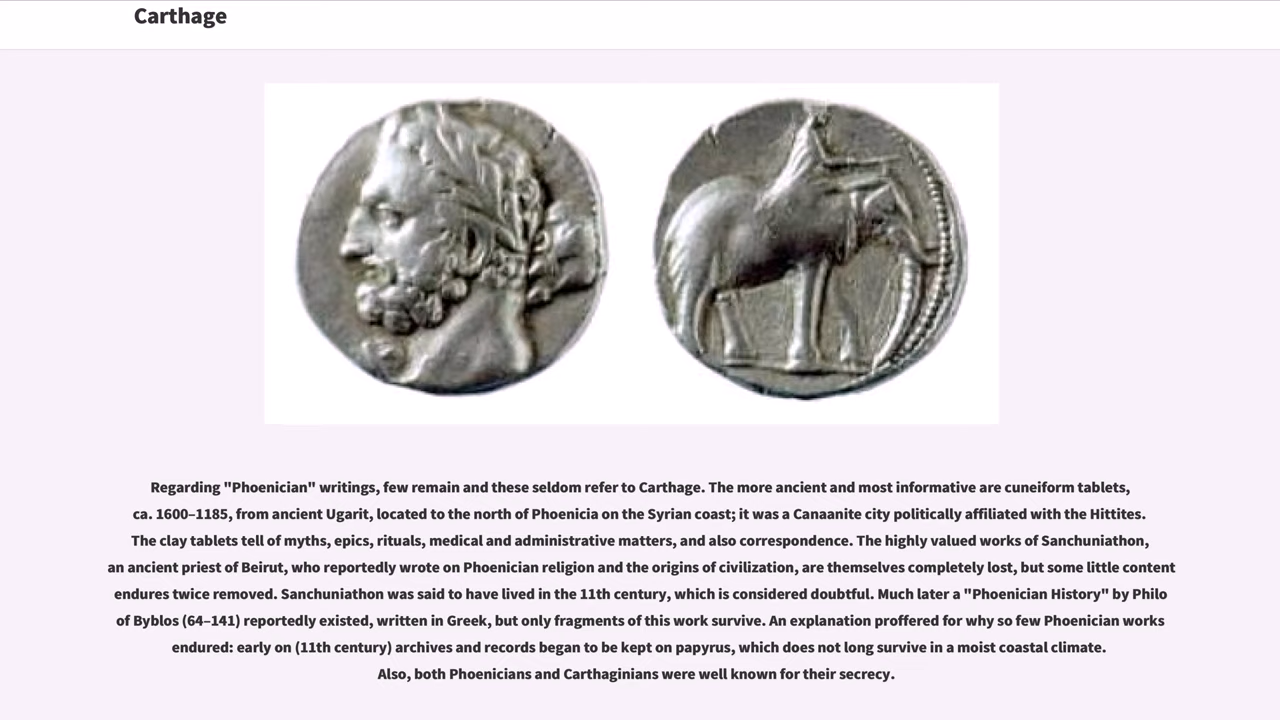 Carthage
Regarding "Phoenician" writings, few remain and these seldom refer to Carthage. The more ancient and most informative are cuneiform tablets,
ca. 1600–1185, from ancient Ugarit, located to the north of Phoenicia on the Syrian coast; it was a Canaanite city politically affiliated with the Hittites.
The clay tablets tell of myths, epics, rituals, medical and administrative matters, and also correspondence. The highly valued works of Sanchuniathon,
an ancient priest of Beirut, who reportedly wrote on Phoenician religion and the origins of civilization, are themselves completely lost, but some little content
endures twice removed. Sanchuniathon was said to have lived in the 11th century, which is considered doubtful. Much later a "Phoenician History" by Philo
of Byblos (64–141) reportedly existed, written in Greek, but only fragments of this work survive. An explanation proffered for why so few Phoenician works
endured: early on (11th century) archives and records began to be kept on papyrus, which does not long survive in a moist coastal climate.
Also, both Phoenicians and Carthaginians were well known for their secrecy.